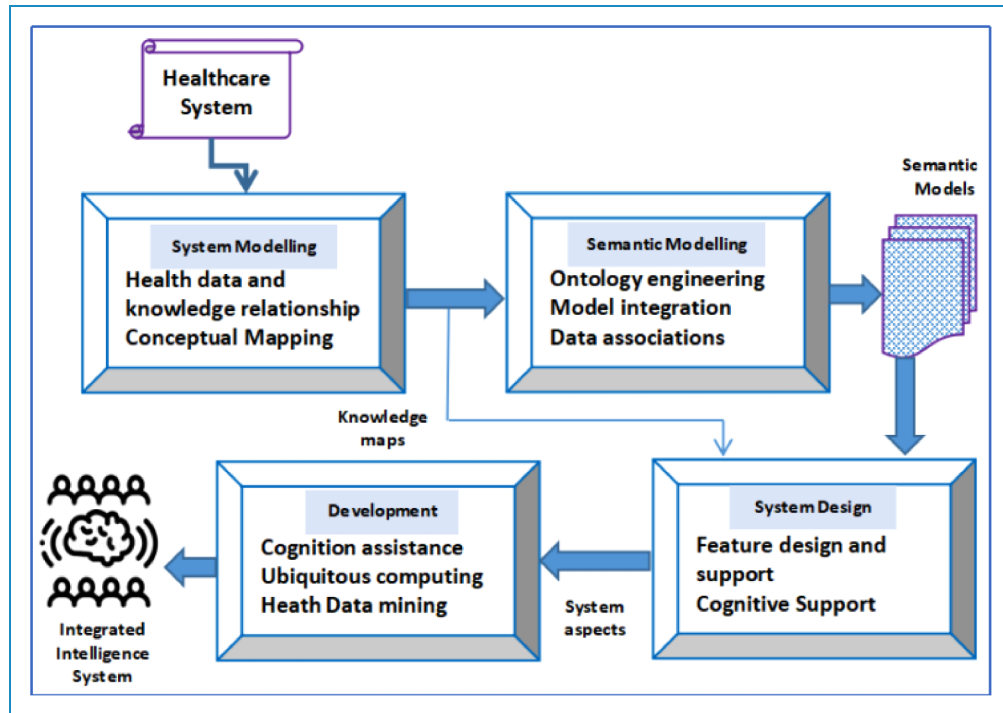 Healthcare
System
Semantic
Models
System Modelling
Health data and
knowledge relationship
Conceptual Mapping
Semantic Modelling
Ontology engineering
Model integration
Data associations
Knowledge
maps
Development
Cognition assistance
Ubiquitous computing
Heath Data mining
System Design
Feature design and
support
Cognitive Support
System
aspects
Integrated
Intelligence
System